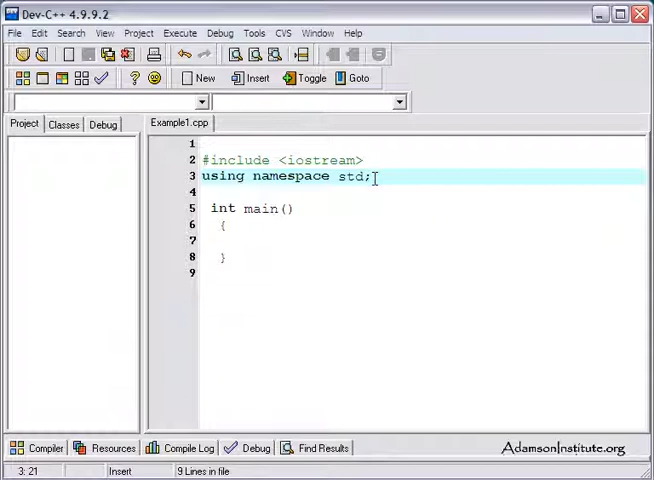 Dev-C++ 4.9.9.2
File Edit Search View Project Execute Debug Tools CVS Window Help
New Insert Toggle Goto
Project Classes Debug Example1.cpp
1
2 #include <iostream>
3 using namespace std;
4
5 int main()
6 {
7
8 }
9
Compiler Resources Compile Log Debug Find Results AdamsonInstitute.org
3: 21 Insert 9 Lines in file